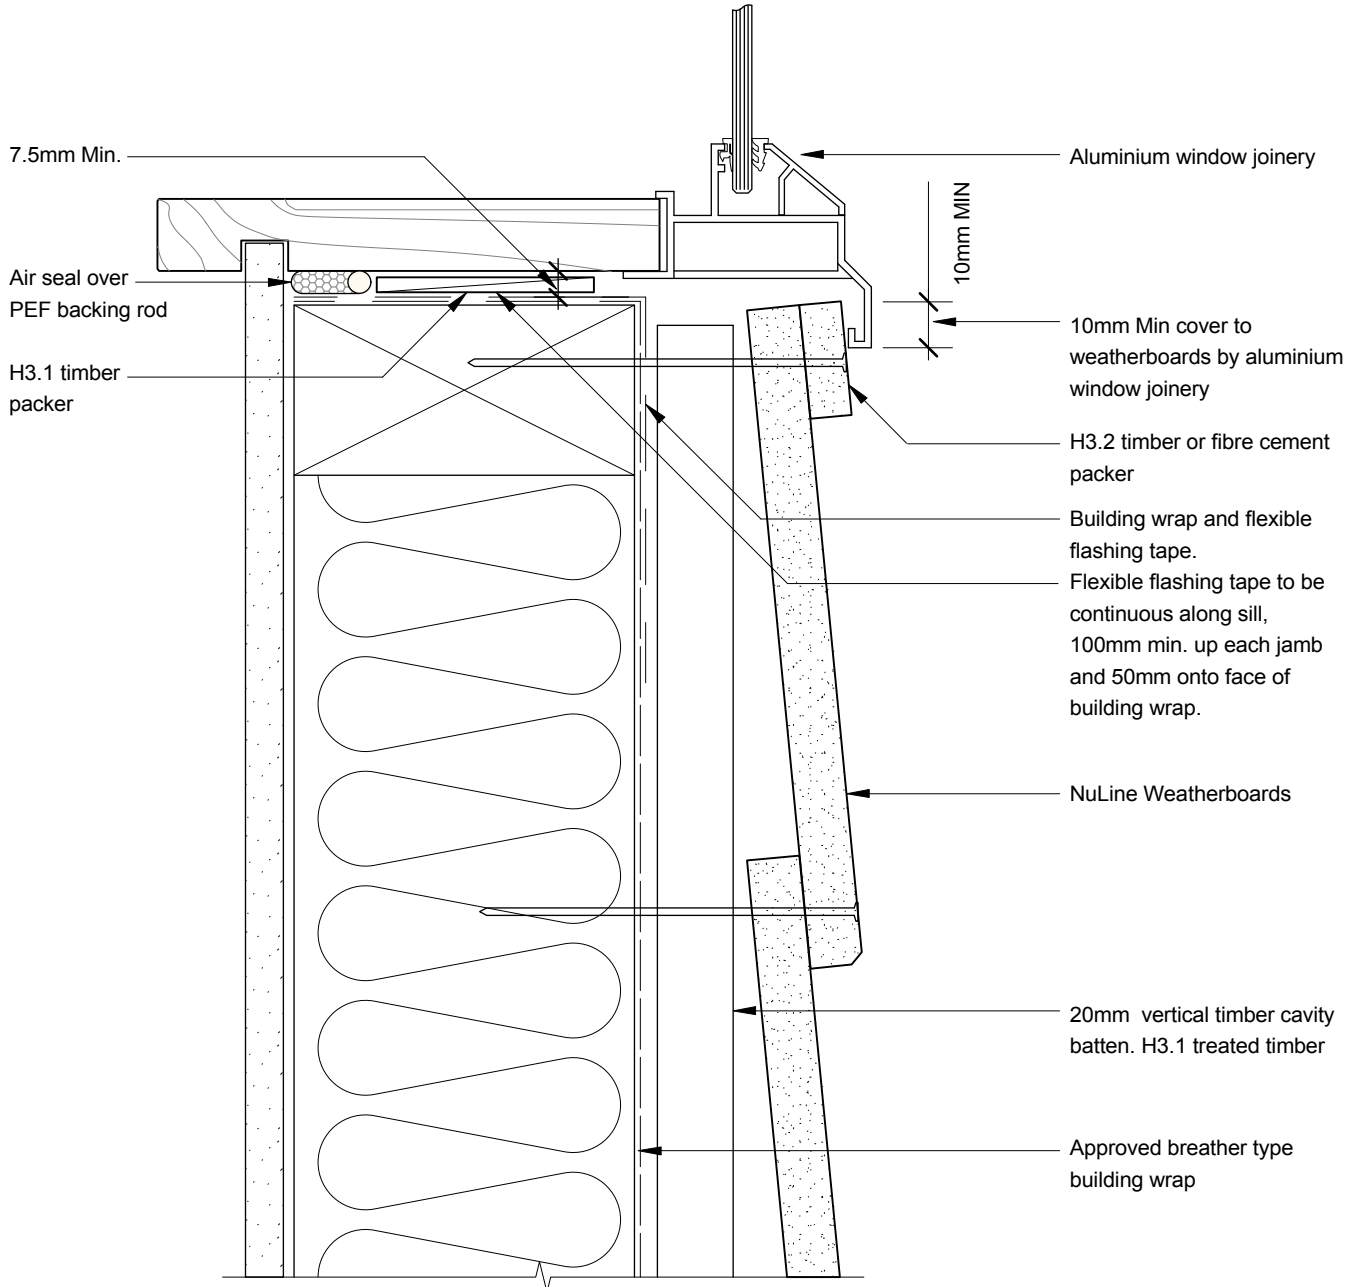 7.5mm Min.
Air seal over
PEF backing rod
H3.1 timber
packer
Aluminium window joinery
10mm MIN
10mm Min cover to
weatherboards by aluminium
window joinery
H3.2 timber or fibre cement
packer
Building wrap and flexible
flashing tape.
Flexible flashing tape to be
continuous along sill,
100mm min. up each jamb
and 50mm onto face of
building wrap.
NuLine Weatherboards
20mm  vertical timber cavity
batten. H3.1 treated timber
Approved breather type
building wrap